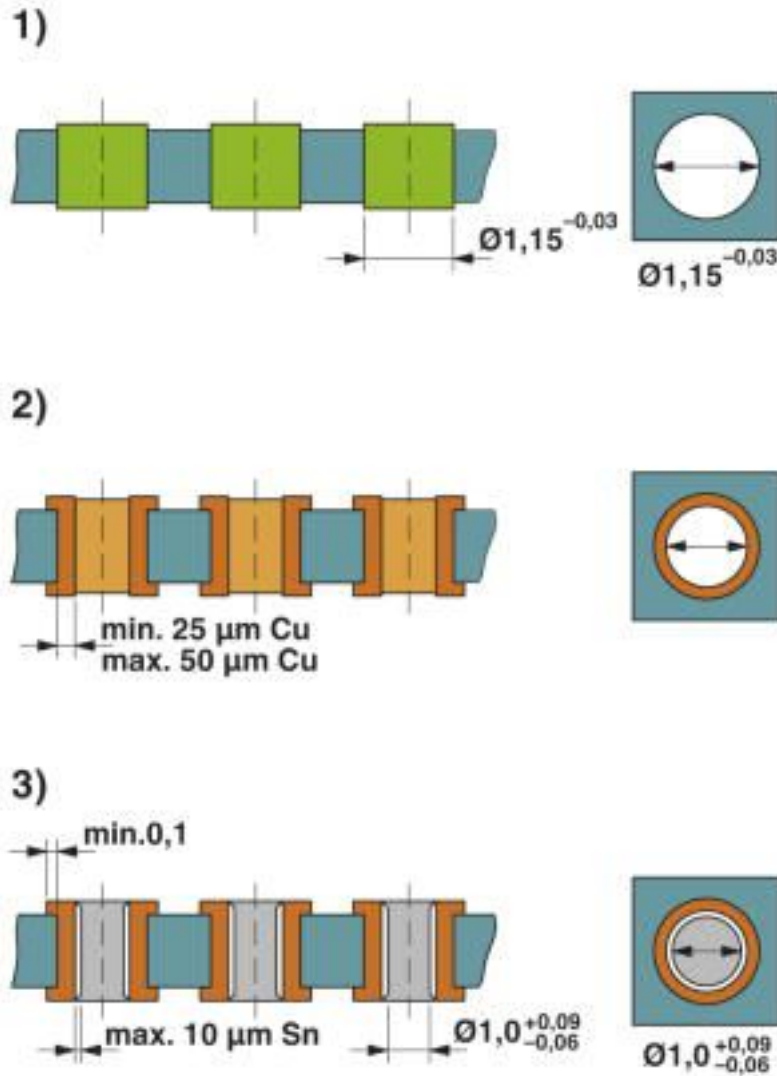 1)
Ø1,15 –0,03
Ø1,15 –0,03
2)
min. 25 µm Cu
max. 50 µm Cu
3)
min.0,1
max. 10 µm Sn
Ø1,0 +0,09 –0,06
Ø1,0 +0,09 –0,06